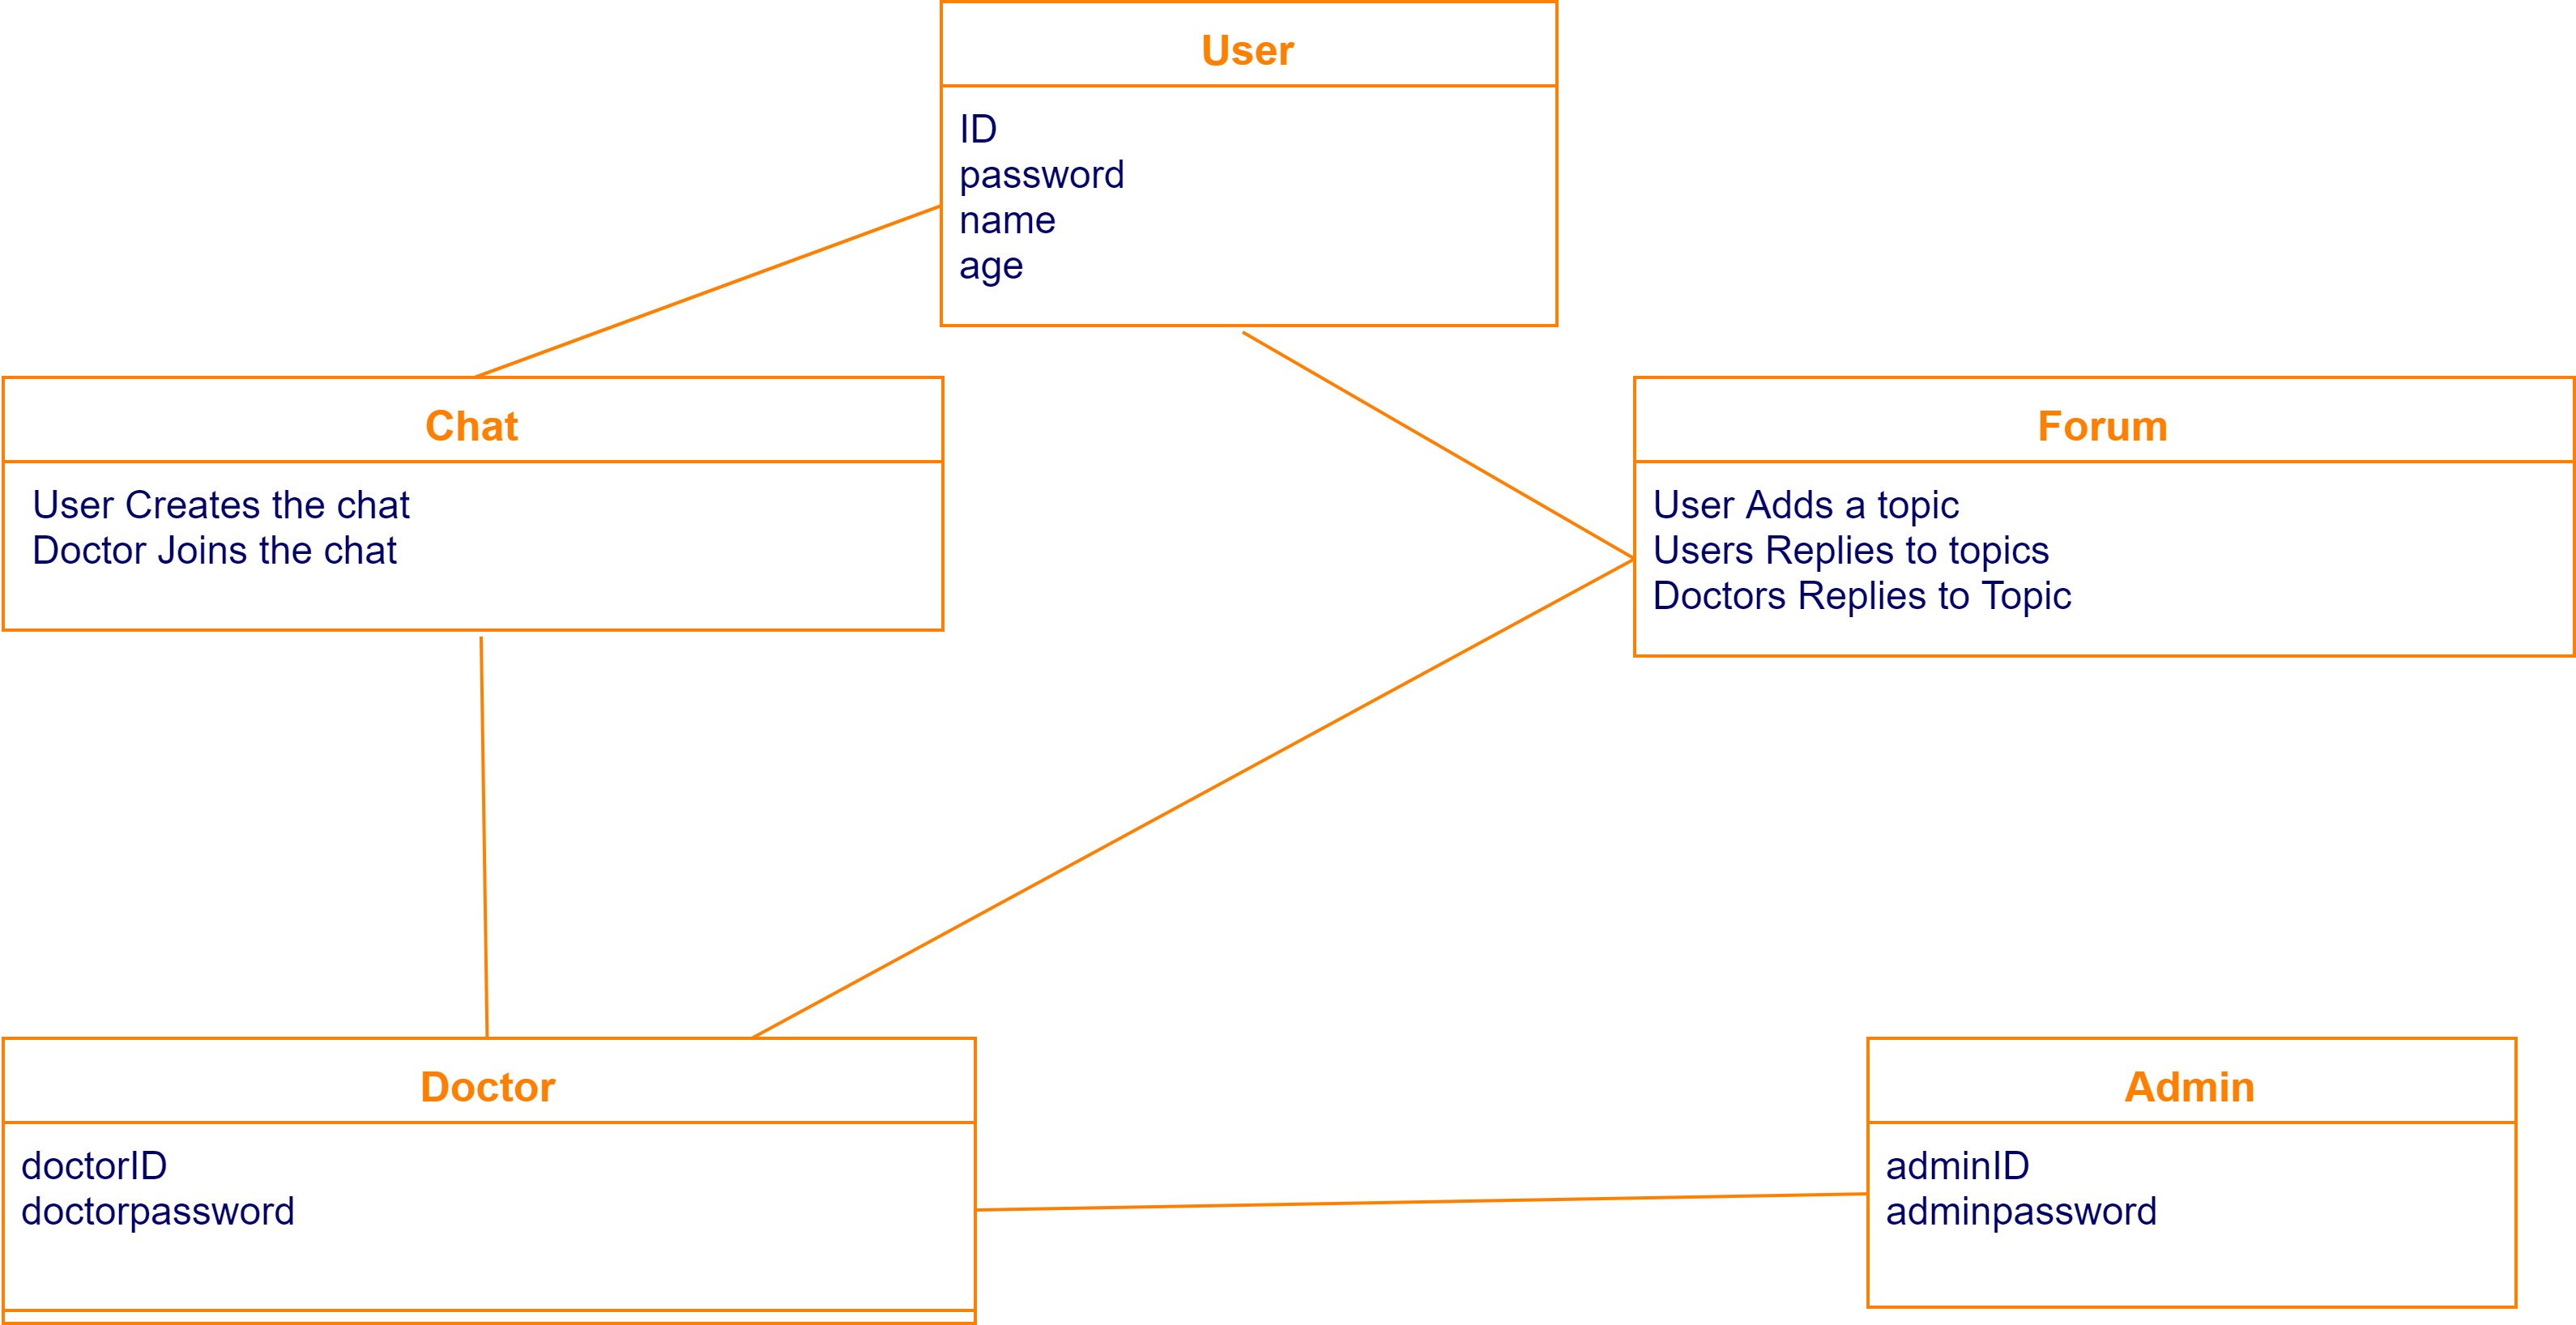 User
ID
password
name
age
Chat
User Creates the chat
Doctor Joins the chat
Forum
User Adds a topic
Users Replies to topics
Doctors Replies to Topic
Doctor
doctorID
doctorpassword
Admin
adminID
adminpassword